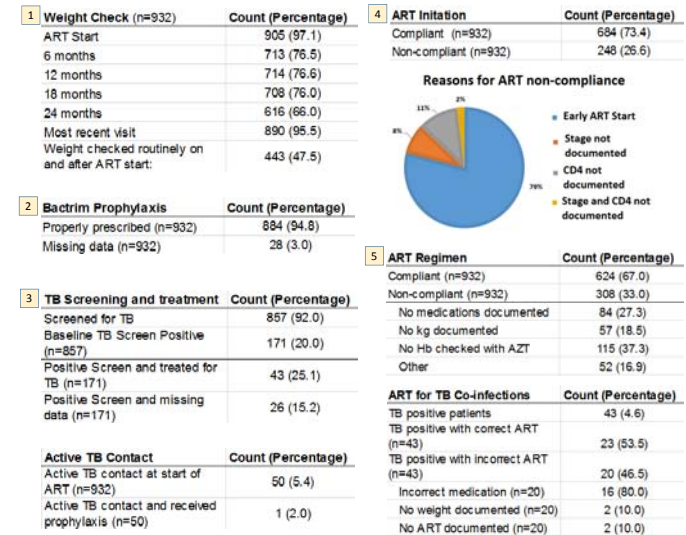 1
Weight Check (n=932) Count (Percentage)
ART Start 905 (97.1)
6 months 713 (76.5)
12 months 714 (76.6)
18 months 708 (76.0)
24 months 616 (66.0)
Most recent visit 890 (95.5)
Weight checked routinely on
and after ART start: 443 (47.5)
2
Bactrim Prophylaxis Count (Percentage)
Properly prescribed (n=932) 884 (94.8)
Missing data (n=932) 28 (3.0)
3
TB Screening and treatment Count (Percentage)
Screened for TB 857 (92.0)
Baseline TB Screen Positive
(n=857) 171 (20.0)
Positive Screen and treated for
TB (n=171) 43 (25.1)
Positive Screen and missing
data (n=171) 26 (15.2)
Active TB Contact Count (Percentage)
Active TB contact at start of
ART (n=932) 50 (5.4)
Active TB contact and received
prophylaxis (n=50) 1 (2.0)
4
ART Initation Count (Percentage)
Compliant (n=932) 684 (73.4)
Non-compliant (n=932) 248 (26.6)
Reasons for ART non-compliance
2%
11%
8%
79%
Early ART Start
Stage not
documented
CD4 not
documented
Stage and CD4 not
documented
5
ART Regimen Count (Percentage)
Compliant (n=932) 624 (67.0)
Non-compliant (n=932) 308 (33.0)
No medications documented 84 (27.3)
No kg documented 57 (18.5)
No Hb checked with AZT 115 (37.3)
Other 52 (16.9)
ART for TB Co-infections Count (Percentage)
TB positive patients 43 (4.6)
TB positive with correct ART
(n=43) 23 (53.5)
TB positive with incorrect ART
(n=43) 20 (46.5)
Incorrect medication (n=20) 16 (80.0)
No weight documented (n=20) 2 (10.0)
No ART documented (n=20) 2 (10.0)